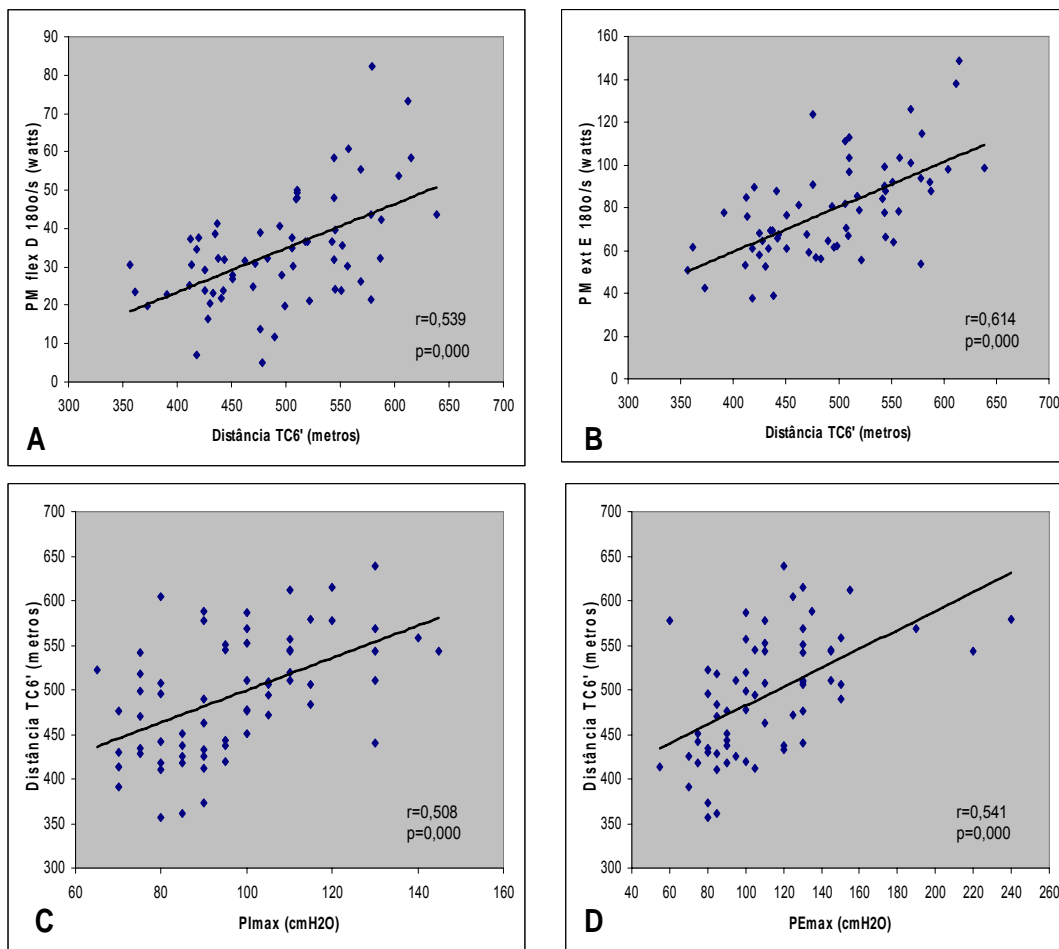 90
80
70
60
50
40
30
20
10
0
PM flex D 180o/s (watts)
r=0,539
p=0,000
300 350 400 450 500 550 600 650 700
Distância TC6' (metros)
A
160
140
120
100
80
60
40
20
0
PM ext E 180o/s (watts)
r=0,614
p=0,000
300 350 400 450 500 550 600 650 700
Distância TC6' (metros)
B
700
650
600
550
500
450
400
350
300
Distância TC6' (metros)
r=0,508
p=0,000
60 80 100 120 140 160
PImax (cmH2O)
C
700
650
600
550
500
450
400
350
300
Distância TC6' (metros)
r=0,541
p=0,000
40 60 80 100 120 140 160 180 200 220 240 260
PEmax (cmH2O)
D